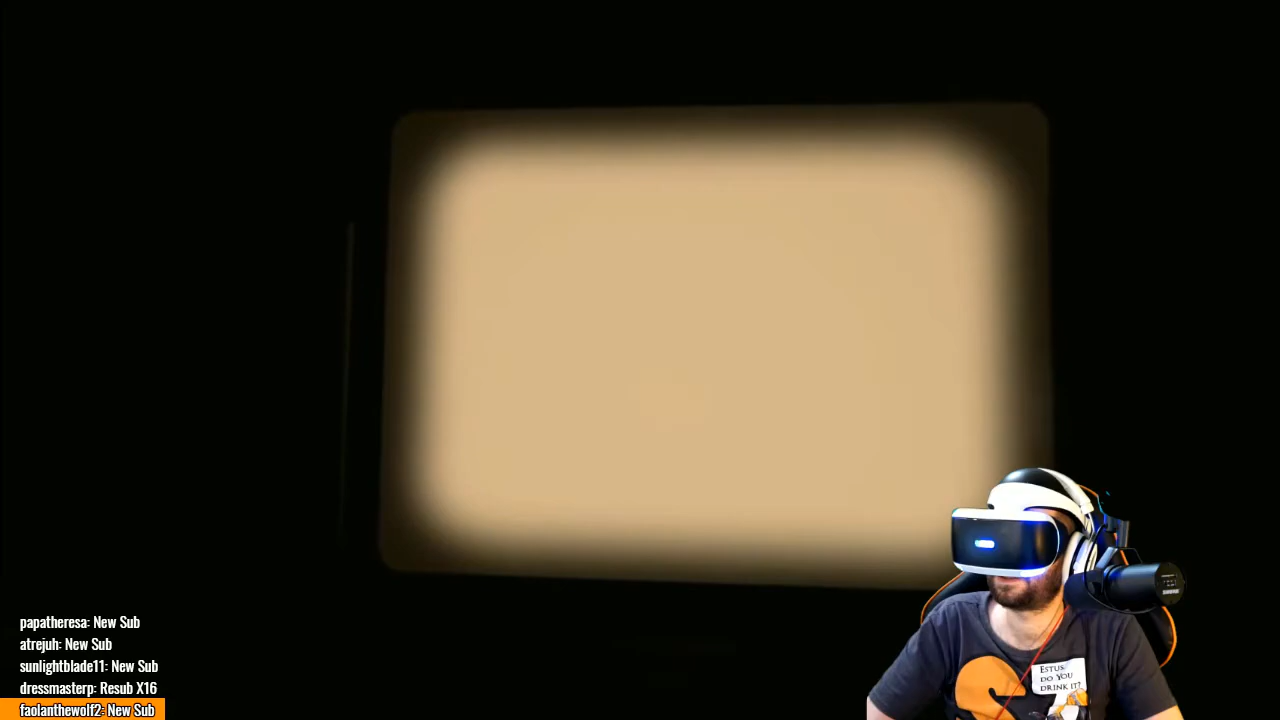 papatheresa: New Sub
atrejuh: New Sub
sunlightblade11: New Sub
dressmasterp: Resub X16
faolanthewolf2: New Sub
Estus,
DO YOU
DRINK IT?